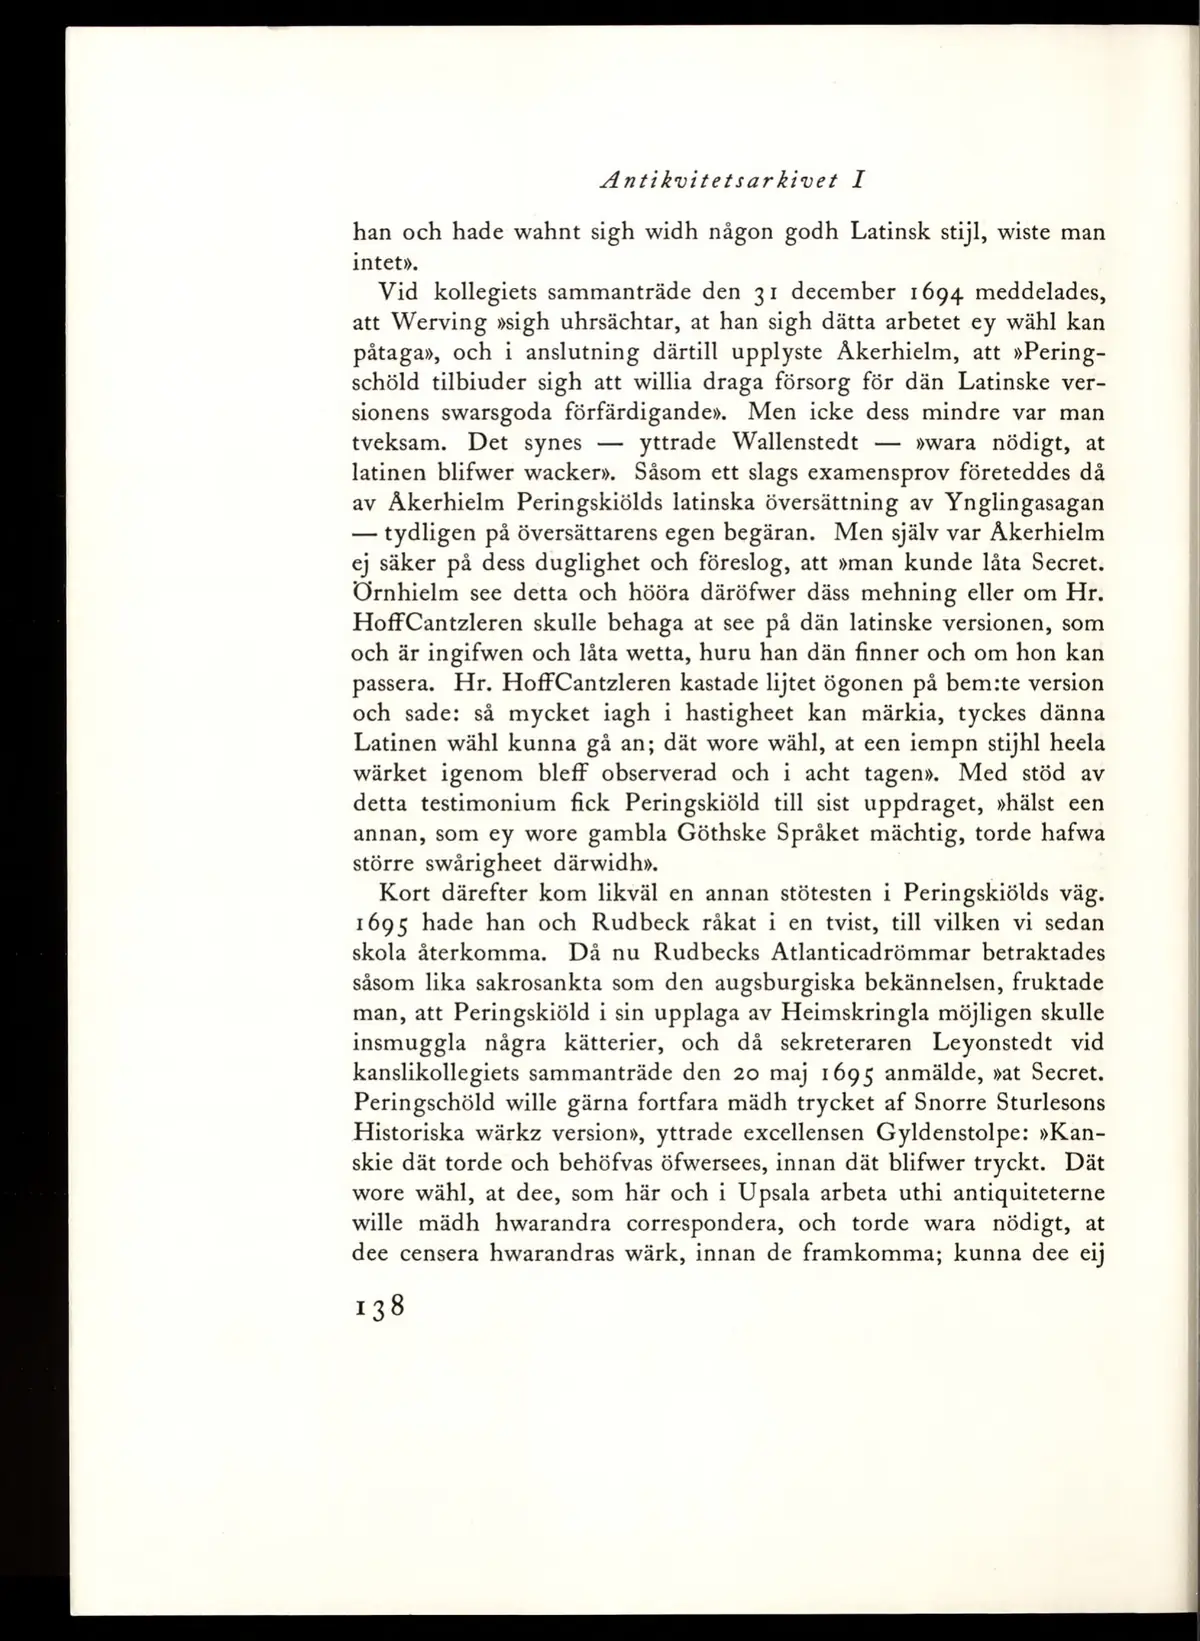 Antikvitetsarkivet I
han och hade wahnt sigh widh någon godh Latinsk stijl, wiste man
intet».
Vid kollegiets sammanträde den 31 december 1694 meddelades,
att Werving »sigh uhrsächtar, at han sigh dätta arbetet ey wähl kan
påtaga», och i anslutning därtill upplyste Åkerhielm, att »Pering-
schöld tilbiuder sigh att willia draga försorg för dän Latinske ver-
sionens swarsgoda förfärdigande». Men icke dess mindre var man
tveksam. Det synes — yttrade Wallenstedt — »wara nödigt, at
latinen blifwer wacker». Såsom ett slags examensprov företeddes då
av Åkerhielm Peringskiölds latinska översättning av Ynglingasagan
— tydligen på översättarens egen begäran. Men själv var Åkerhielm
ej säker på dess duglighet och föreslog, att »man kunde låta Secret.
Örnhielm see detta och hööra däröfwer däss mehning eller om Hr.
HoffCantzleren skulle behaga at see på dän latinske versionen, som
och är ingifwen och låta wetta, huru han dän finner och om hon kan
passera. Hr. HoffCantzleren kastade lijtet ögonen på bem:te version
och sade: så mycket iagh i hastigheet kan märkia, tyckes dänna
Latinen wähl kunna gå an; dät wore wähl, at een iempn stijhl heela
wärket igenom bleff observerad och i acht tagen». Med stöd av
detta testimonium fick Peringskiöld till sist uppdraget, »hälst een
annan, som ey wore gambla Göthske Språket mächtig, torde hafwa
större swårigheet därwidh».
Kort därefter kom likväl en annan stötesten i Peringskiölds väg.
1695 hade han och Rudbeck råkat i en tvist, till vilken vi sedan
skola återkomma. Då nu Rudbecks Atlanticadrömmar betraktades
såsom lika sakrosankta som den augsburgiska bekännelsen, fruktade
man, att Peringskiöld i sin upplaga av Heimskringla möjligen skulle
insmuggla några kätterier, och då sekreteraren Leyonstedt vid
kanslikollegiets sammanträde den 20 maj 1695 anmälde, »at Secret.
Peringschöld wille gärna fortfara mädh trycket af Snorre Sturlesons
Historiska wärkz version», yttrade excellensen Gyldenstolpe: »Kan-
skie dät torde och behöfvas öfwersees, innan dät blifwer tryckt. Dät
wore wähl, at dee, som här och i Upsala arbeta uthi antiquiteterne
wille mädh hwarandra correspondera, och torde wara nödigt, at
dee censera hwarandras wärk, innan de framkomma; kunna dee eij
138